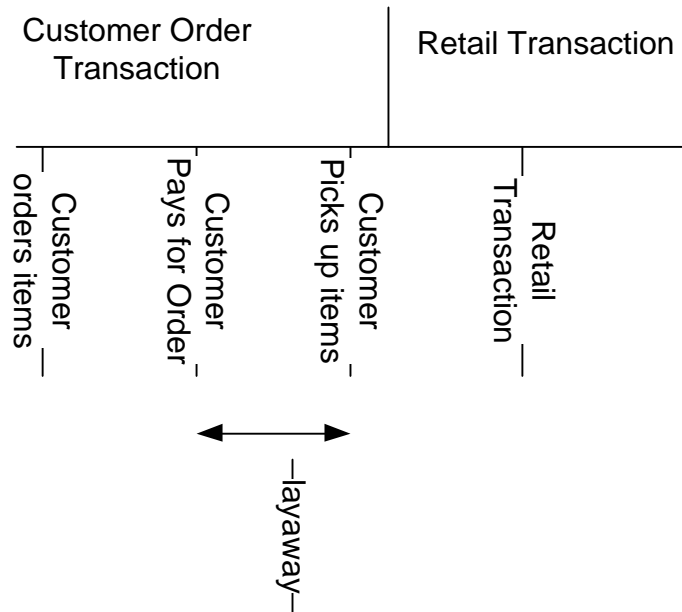 Customer Order
Transaction
Retail Transaction
Customer
orders items
Customer
Pays for Order
Customer
Picks up items
Retail
Transaction
layaway